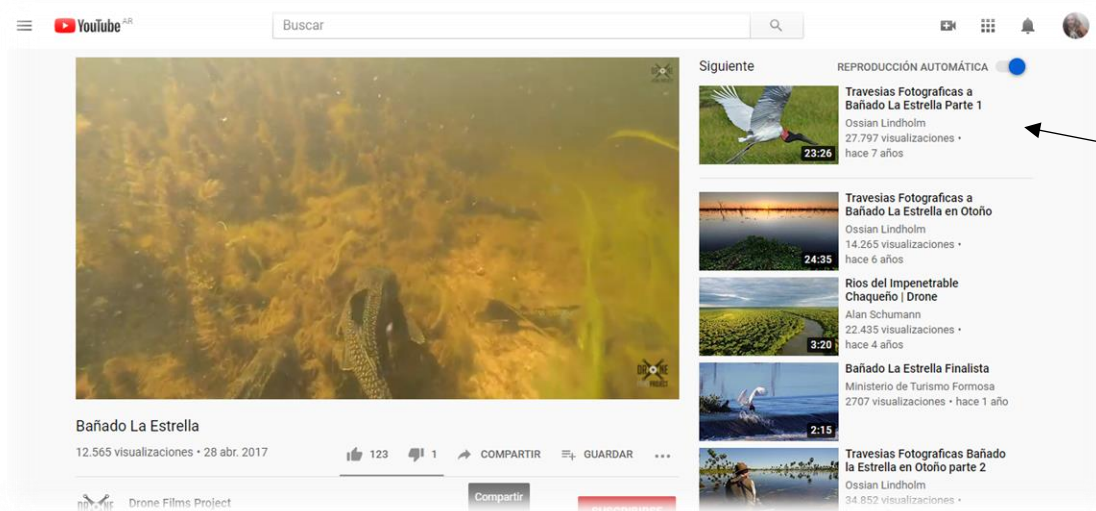 YouTube AR
Buscar
DRONE
PROJECT
Bañado La Estrella
12.565 visualizaciones • 28 abr. 2017
123
1
COMPARTIR
GUARDAR
Compartir
Drone Films Project
SUSCRIBIRSE
Siguiente
REPRODUCCIÓN AUTOMÁTICA
23:26
Travesias Fotograficas a
Bañado La Estrella Parte 1
Ossian Lindholm
27.797 visualizaciones •
hace 7 años
24:35
Travesias Fotograficas a
Bañado La Estrella en Otoño
Ossian Lindholm
14.265 visualizaciones •
hace 6 años
3:20
Rios del Impenetrable
Chaqueño | Drone
Alan Schumann
22.435 visualizaciones •
hace 4 años
2:15
Bañado La Estrella Finalista
Ministerio de Turismo Formosa
2707 visualizaciones • hace 1 año
Travesias Fotograficas Bañado
la Estrella en Otoño parte 2
Ossian Lindholm
34.852 visualizaciones •